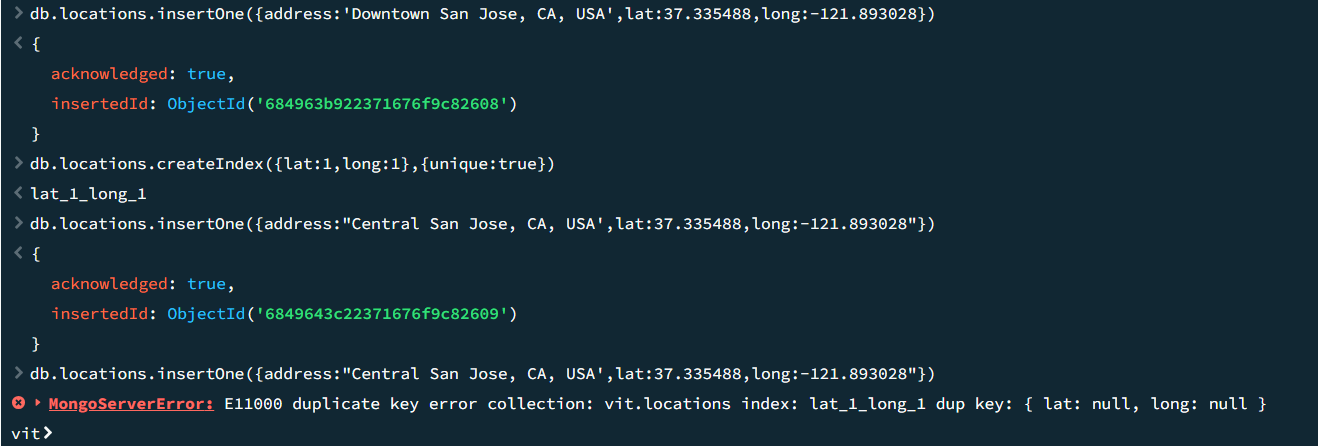 > db.locations.insertOne({address:'Downtown San Jose, CA, USA',lat:37.335488,long:-121.893028})
< {
acknowledged: true,
insertedId: ObjectId('684963b922371676f9c82608')
}
> db.locations.createIndex({lat:1,long:1},{unique:true})
< lat_1_long_1
> db.locations.insertOne({address:"Central San Jose, CA, USA',lat:37.335488,long:-121.893028"})
< {
acknowledged: true,
insertedId: ObjectId('6849643c22371676f9c82609')
}
> db.locations.insertOne({address:"Central San Jose, CA, USA',lat:37.335488,long:-121.893028"})
MongoServerError: E11000 duplicate key error collection: vit.locations index: lat_1_long_1 dup key: { lat: null, long: null }
vit>